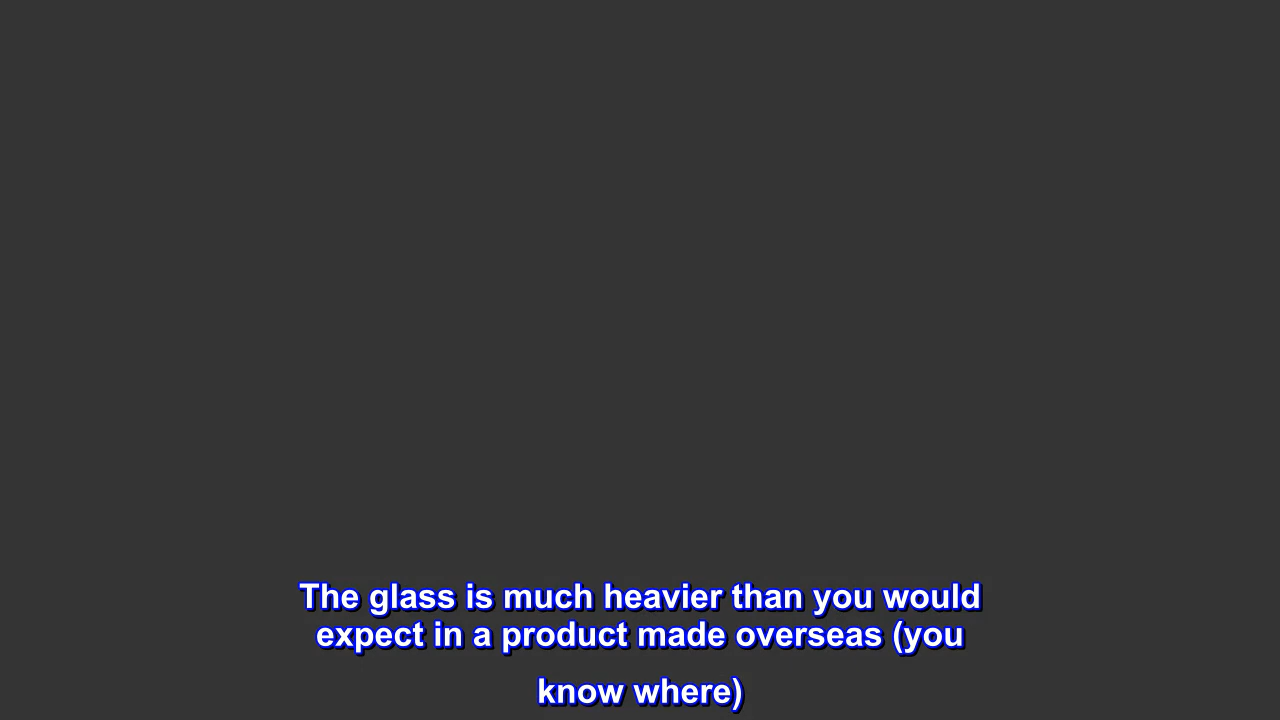 The glass is much heavier than you would
expect in a product made overseas (you
know where)